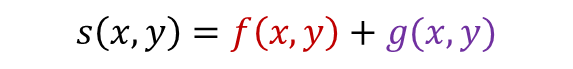 s(x, y) = f(x, y) + g(x, y)